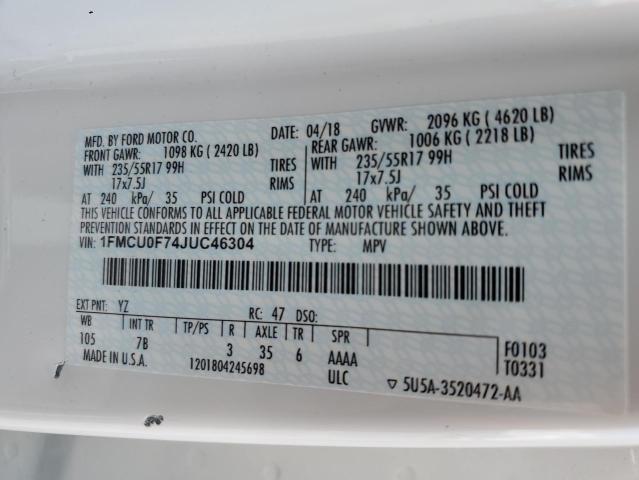 MFD. BY FORD MOTOR CO.
DATE: 04/18 GVWR: 2096 KG ( 4620 LB)
FRONT GAWR: 1098 KG ( 2420 LB) REAR GAWR: 1006 KG ( 2218 LB)
WITH 235/55R17 99H TIRES WITH 235/55R17 99H TIRES
17x7.5J RIMS 17x7.5J RIMS
AT 240 kPa/ 35 PSI COLD AT 240 kPa/ 35 PSI COLD
THIS VEHICLE CONFORMS TO ALL APPLICABLE FEDERAL MOTOR VEHICLE SAFETY AND THEFT
PREVENTION STANDARDS IN EFFECT ON THE DATE OF MANUFACTURE SHOWN ABOVE.
VIN: 1FMCU0F74JUC46304 TYPE: MPV
EXT PNT: YZ RC: 47 DSO:
WB INT TR TP/PS R AXLE TR SPR
105 7B 3 35 6 AAAA F0103
MADE IN U.S.A. 1201804245698 ULC T0331
▽ 5U5A-3520472-AA